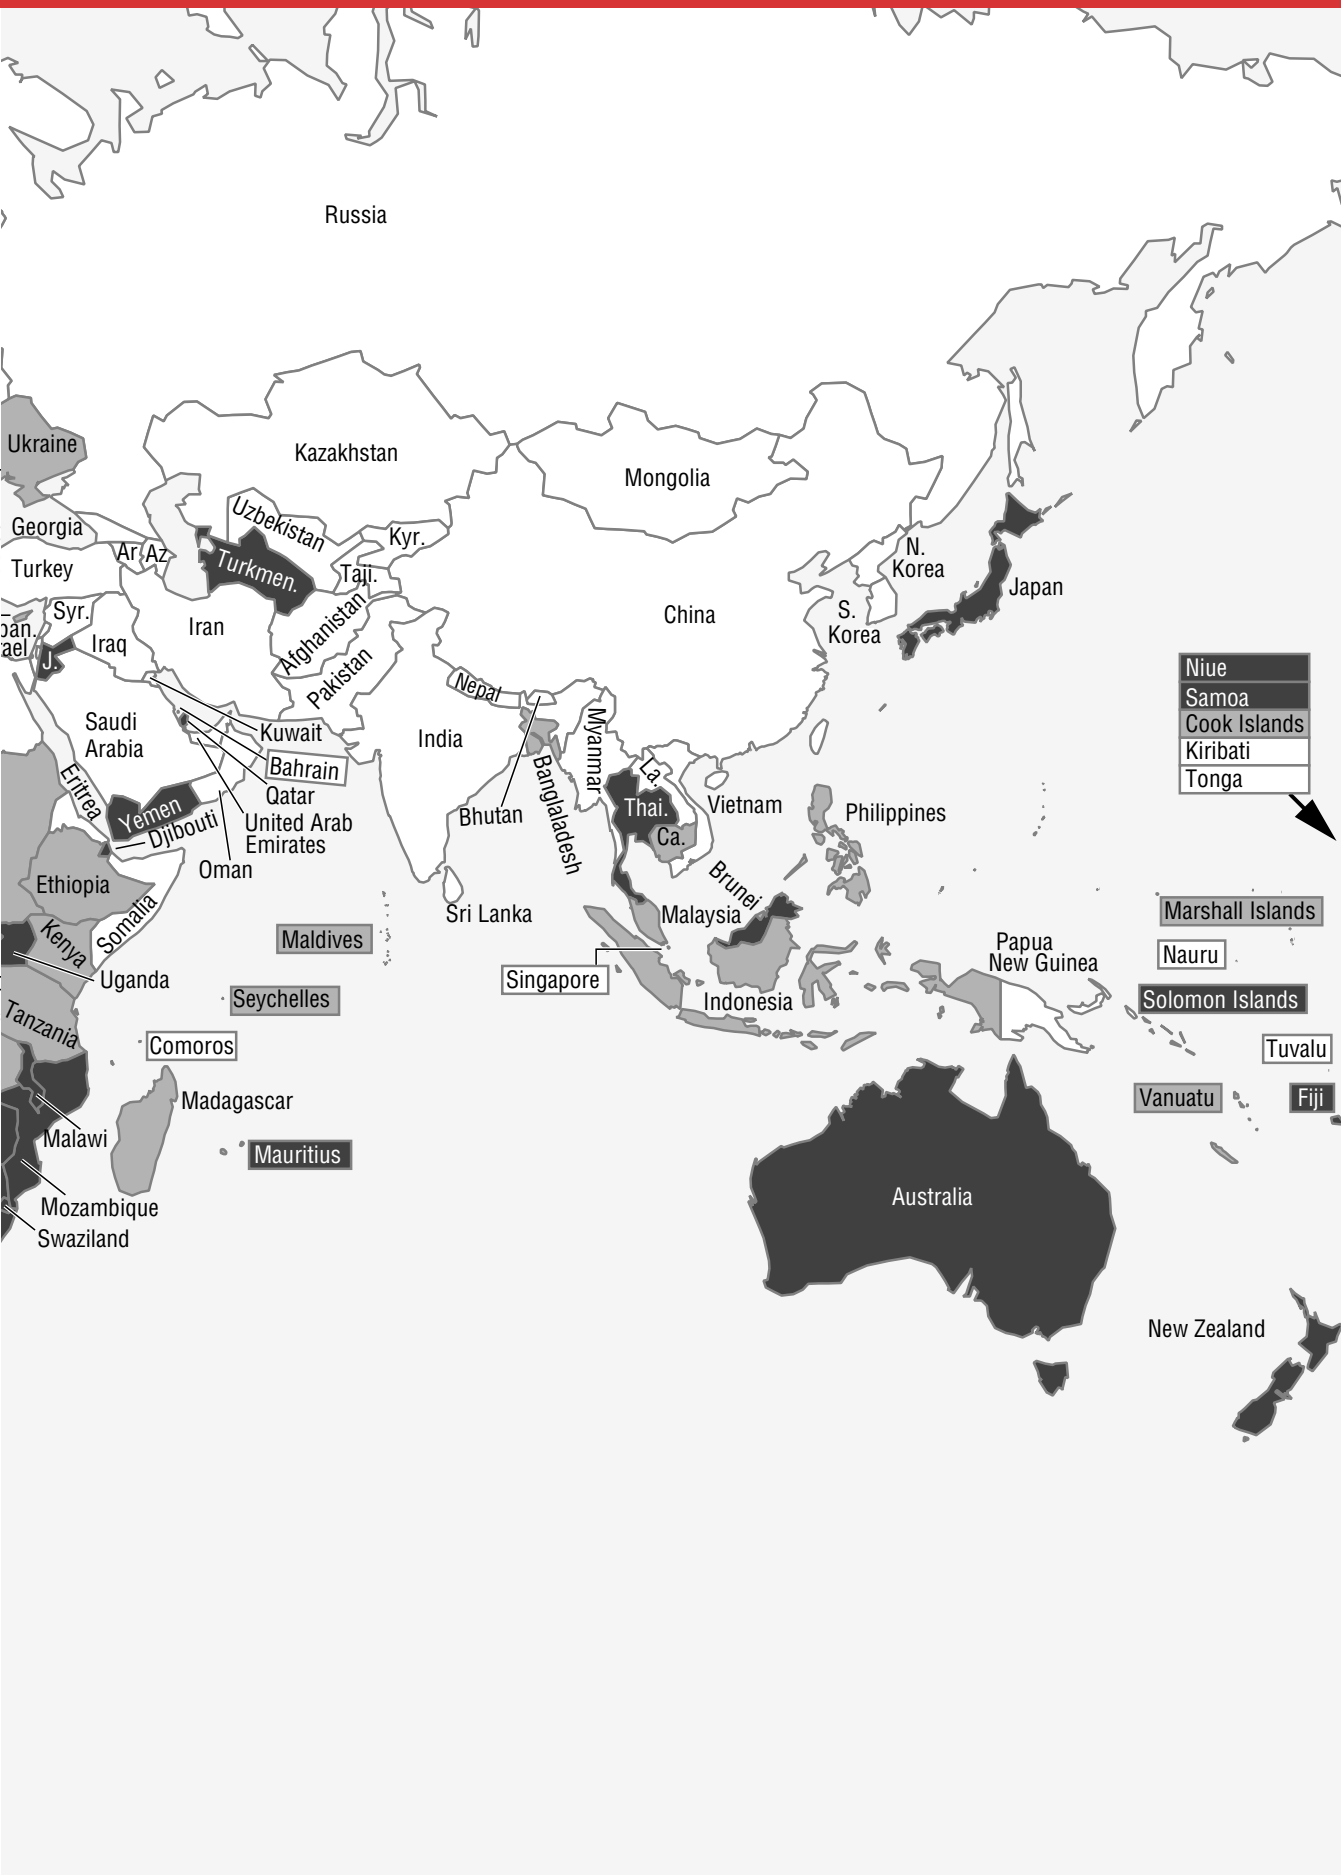 Russia
Ukraine
Kazakhstan
Mongolia
Georgia
Uzbekistan
Kyr.
Ar.
Az.
Turkey
Turkmen.
Taji.
N.
Korea
Japan
China
S.
Korea
Syr.
Iran
Afghanistan
Iraq
J.
Pakistan
Nepal
Saudi
Arabia
Kuwait
India
Myanmar
Bahrain
Qatar
La.
Eritrea
Yemen
Djibouti
United Arab
Emirates
Oman
Bhutan
Banglaladesh
Thai.
Vietnam
Ca.
Philippines
Niue
Samoa
Cook Islands
Kiribati
Tonga
Ethiopia
Somalia
Sri Lanka
Brunei
Malaysia
Maldives
Kenya
Uganda
Singapore
Indonesia
Papua
New Guinea
Marshall Islands
Nauru
Seychelles
Solomon Islands
Tanzania
Comoros
Tuvalu
Madagascar
Vanuatu
Fiji
Malawi
Mauritius
Mozambique
Swaziland
Australia
New Zealand